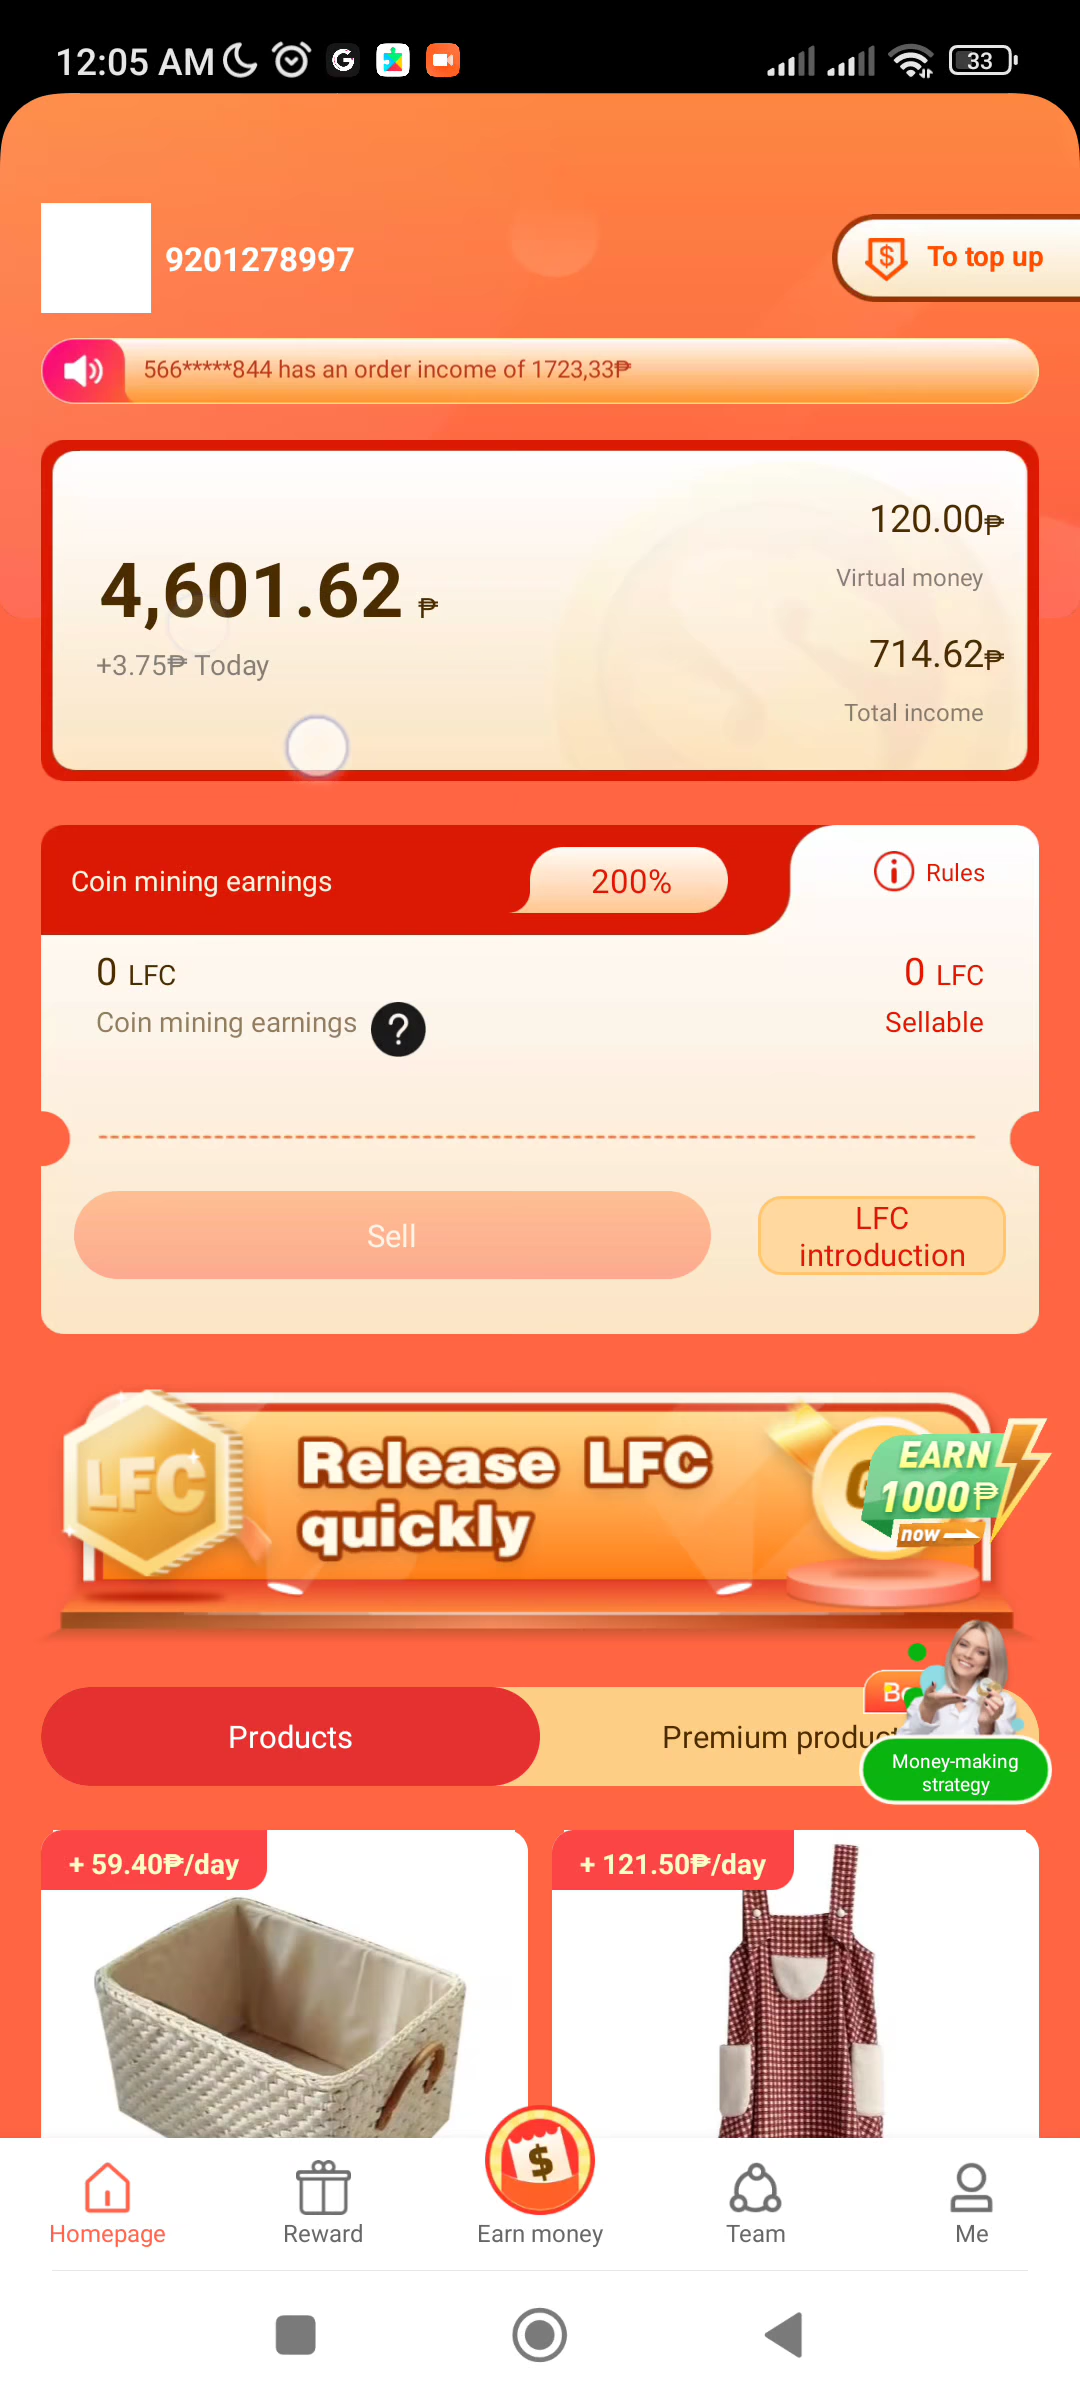 12:05 AM
33
9201278997
To top up
566*****844 has an order income of 1723,33₱
120.00₱
Virtual money
4,601.62 ₱
+3.75₱ Today
714.62₱
Total income
Coin mining earnings
200%
Rules
0 LFC
0 LFC
Coin mining earnings ?
Sellable
Sell
LFC
introduction
LFC
Release LFC
quickly
EARN
1000₱
now
Products
Premium product
Money-making
strategy
+ 59.40₱/day
+ 121.50₱/day
Homepage
Reward
Earn money
Team
Me